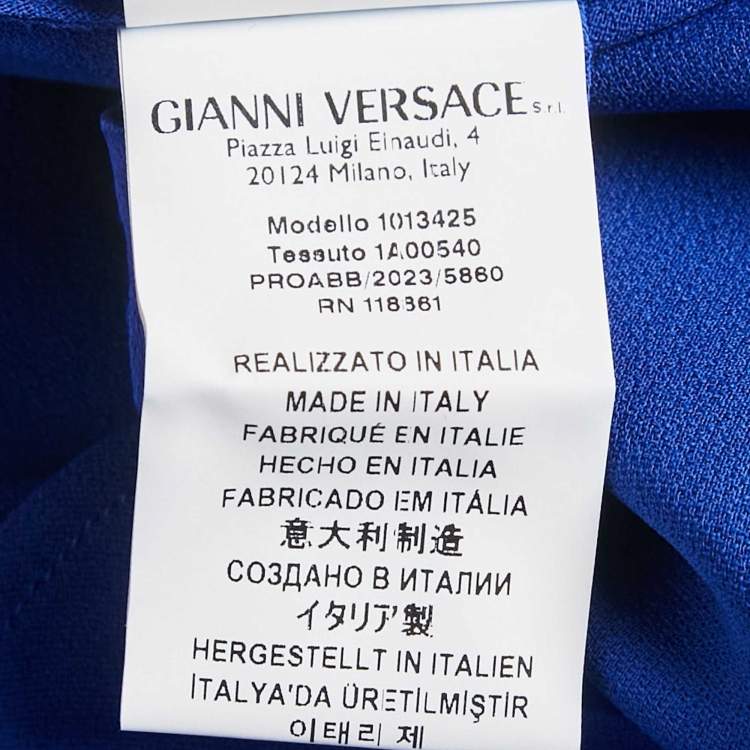 GIANNI VERSACE S.r.l.
Piazza Luigi Einaudi, 4
20124 Milano, Italy
Modello 1013425
Tessuto 1A00540
PROABB/2023/5860
RN 118361
REALIZZATO IN ITALIA
MADE IN ITALY
FABRIQUÉ EN ITALIE
HECHO EN ITALIA
FABRICADO EM ITÁLIA
意大利制造
СОЗДАНО В ИТАЛИИ
イタリア製
HERGESTELLT IN ITALIEN
İTALYA'DA ÜRETİLMİŞTİR
이태리 제